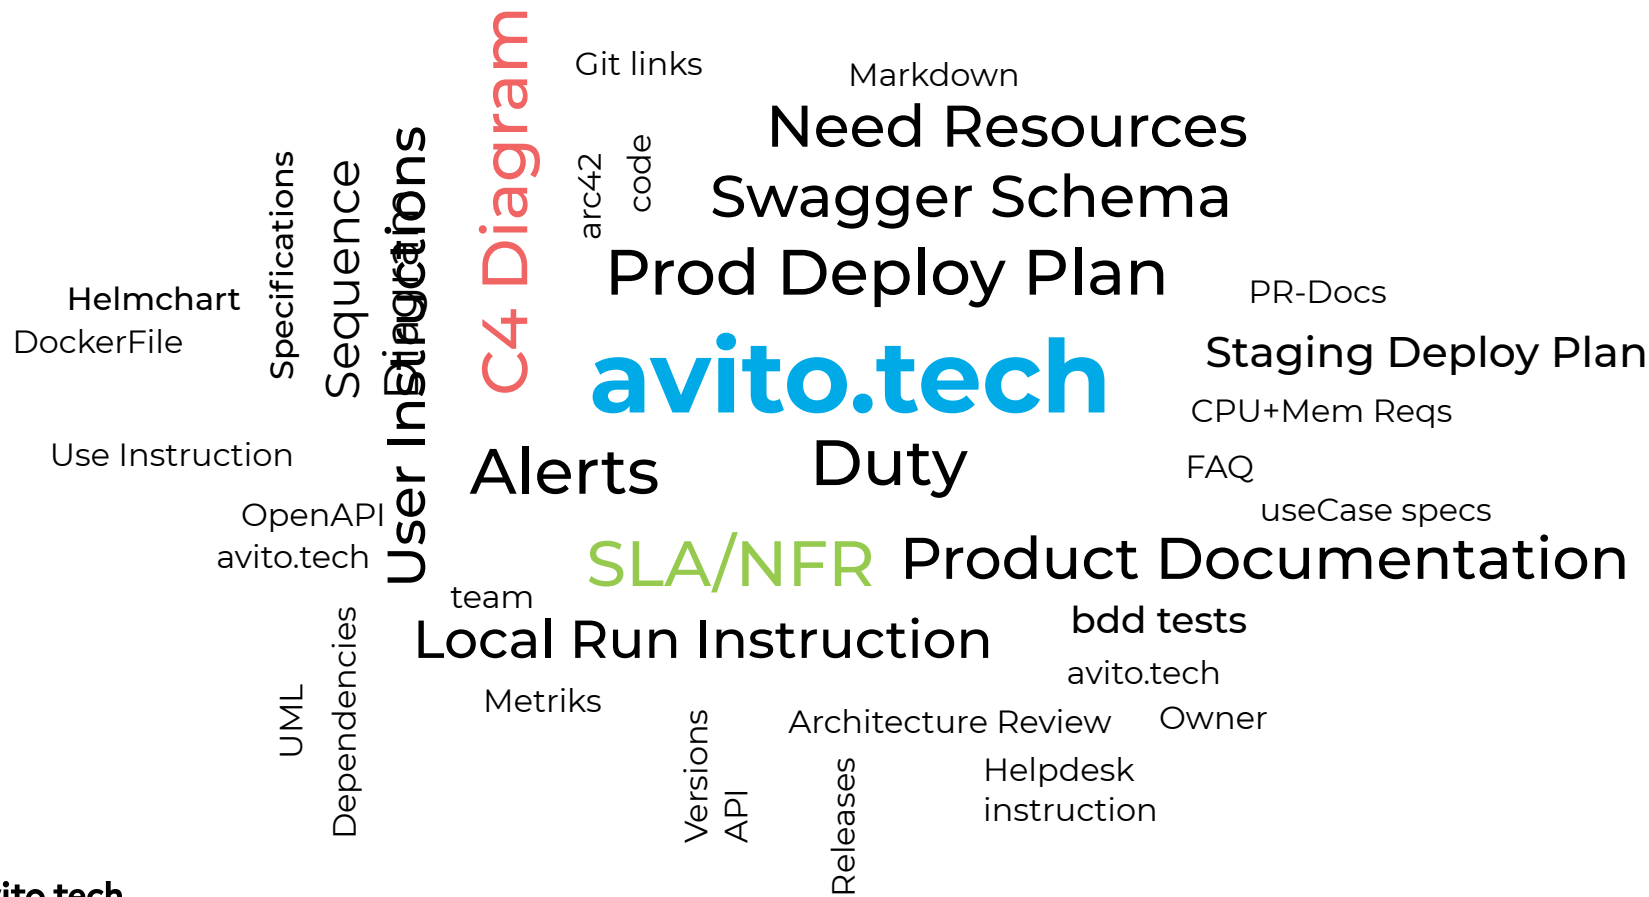 C4 Diagram
Git links
Markdown
Need Resources
arc42
code
Swagger Schema
Specifications
Sequence
Diagram
User Instructions
Prod Deploy Plan
Helmchart
DockerFile
PR-Docs
avito.tech
Staging Deploy Plan
CPU+Mem Reqs
Use Instruction
Alerts
Duty
FAQ
OpenAPI
useCase specs
avito.tech
SLA/NFR
Product Documentation
team
Local Run Instruction
bdd tests
avito.tech
UML
Dependencies
Metriks
Versions
API
Architecture Review
Owner
Releases
Helpdesk
instruction
vito.tech